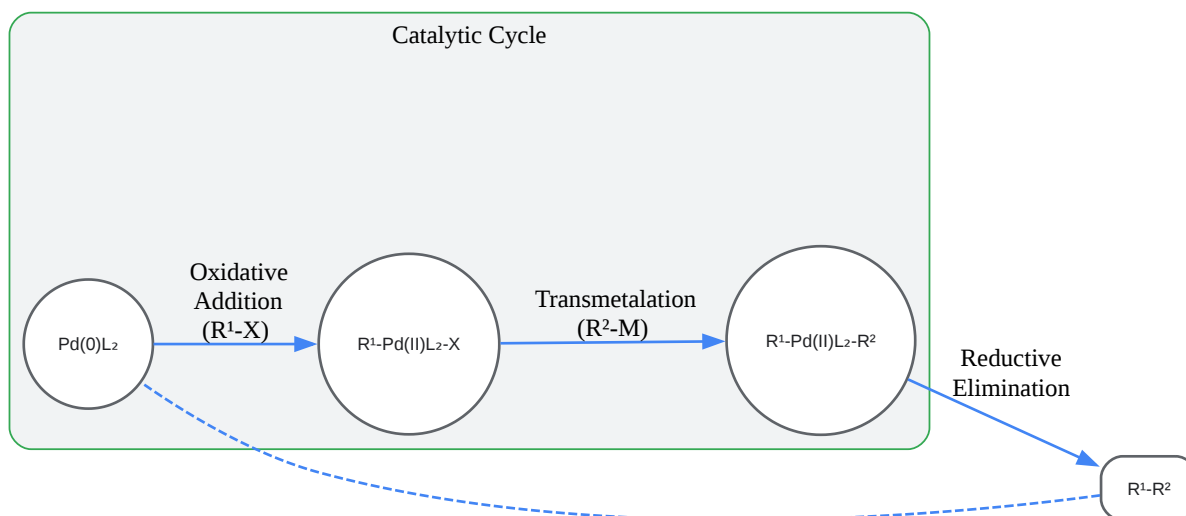 Catalytic Cycle
Oxidative
Addition
(R¹-X)
Transmetalation
(R²-M)
Pd(0)L₂
R¹-Pd(II)L₂-X
R¹-Pd(II)L₂-R²
Reductive
Elimination
R¹-R²